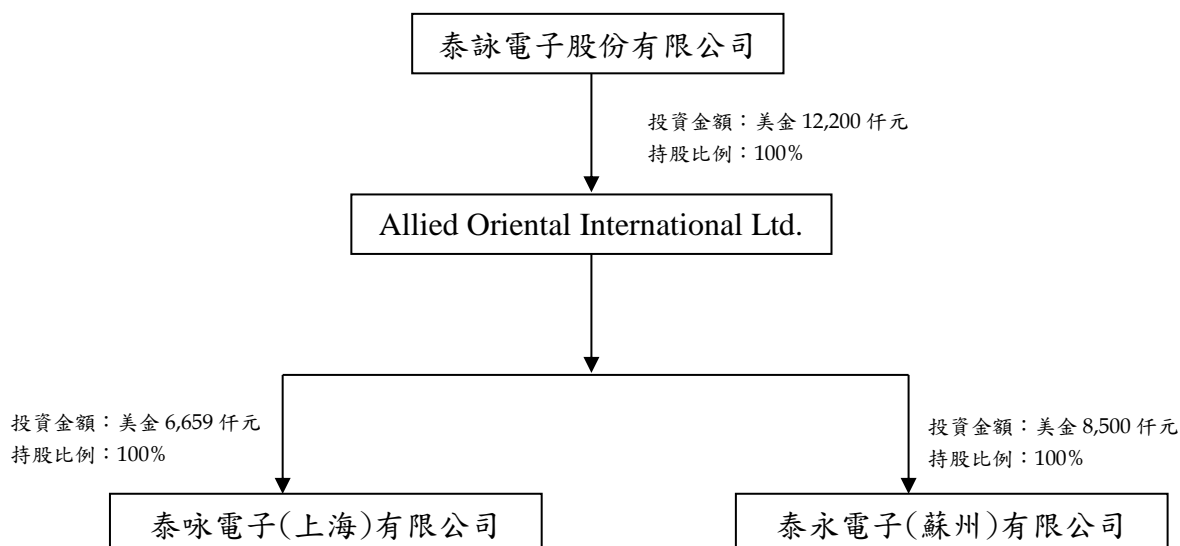 泰詠電子股份有限公司
投資金額：美金 12,200 仟元
持股比例：100%
Allied Oriental International Ltd.
投資金額：美金 6,659 仟元
持股比例：100%
投資金額：美金 8,500 仟元
持股比例：100%
泰咏電子(上海)有限公司
泰永電子(蘇州)有限公司